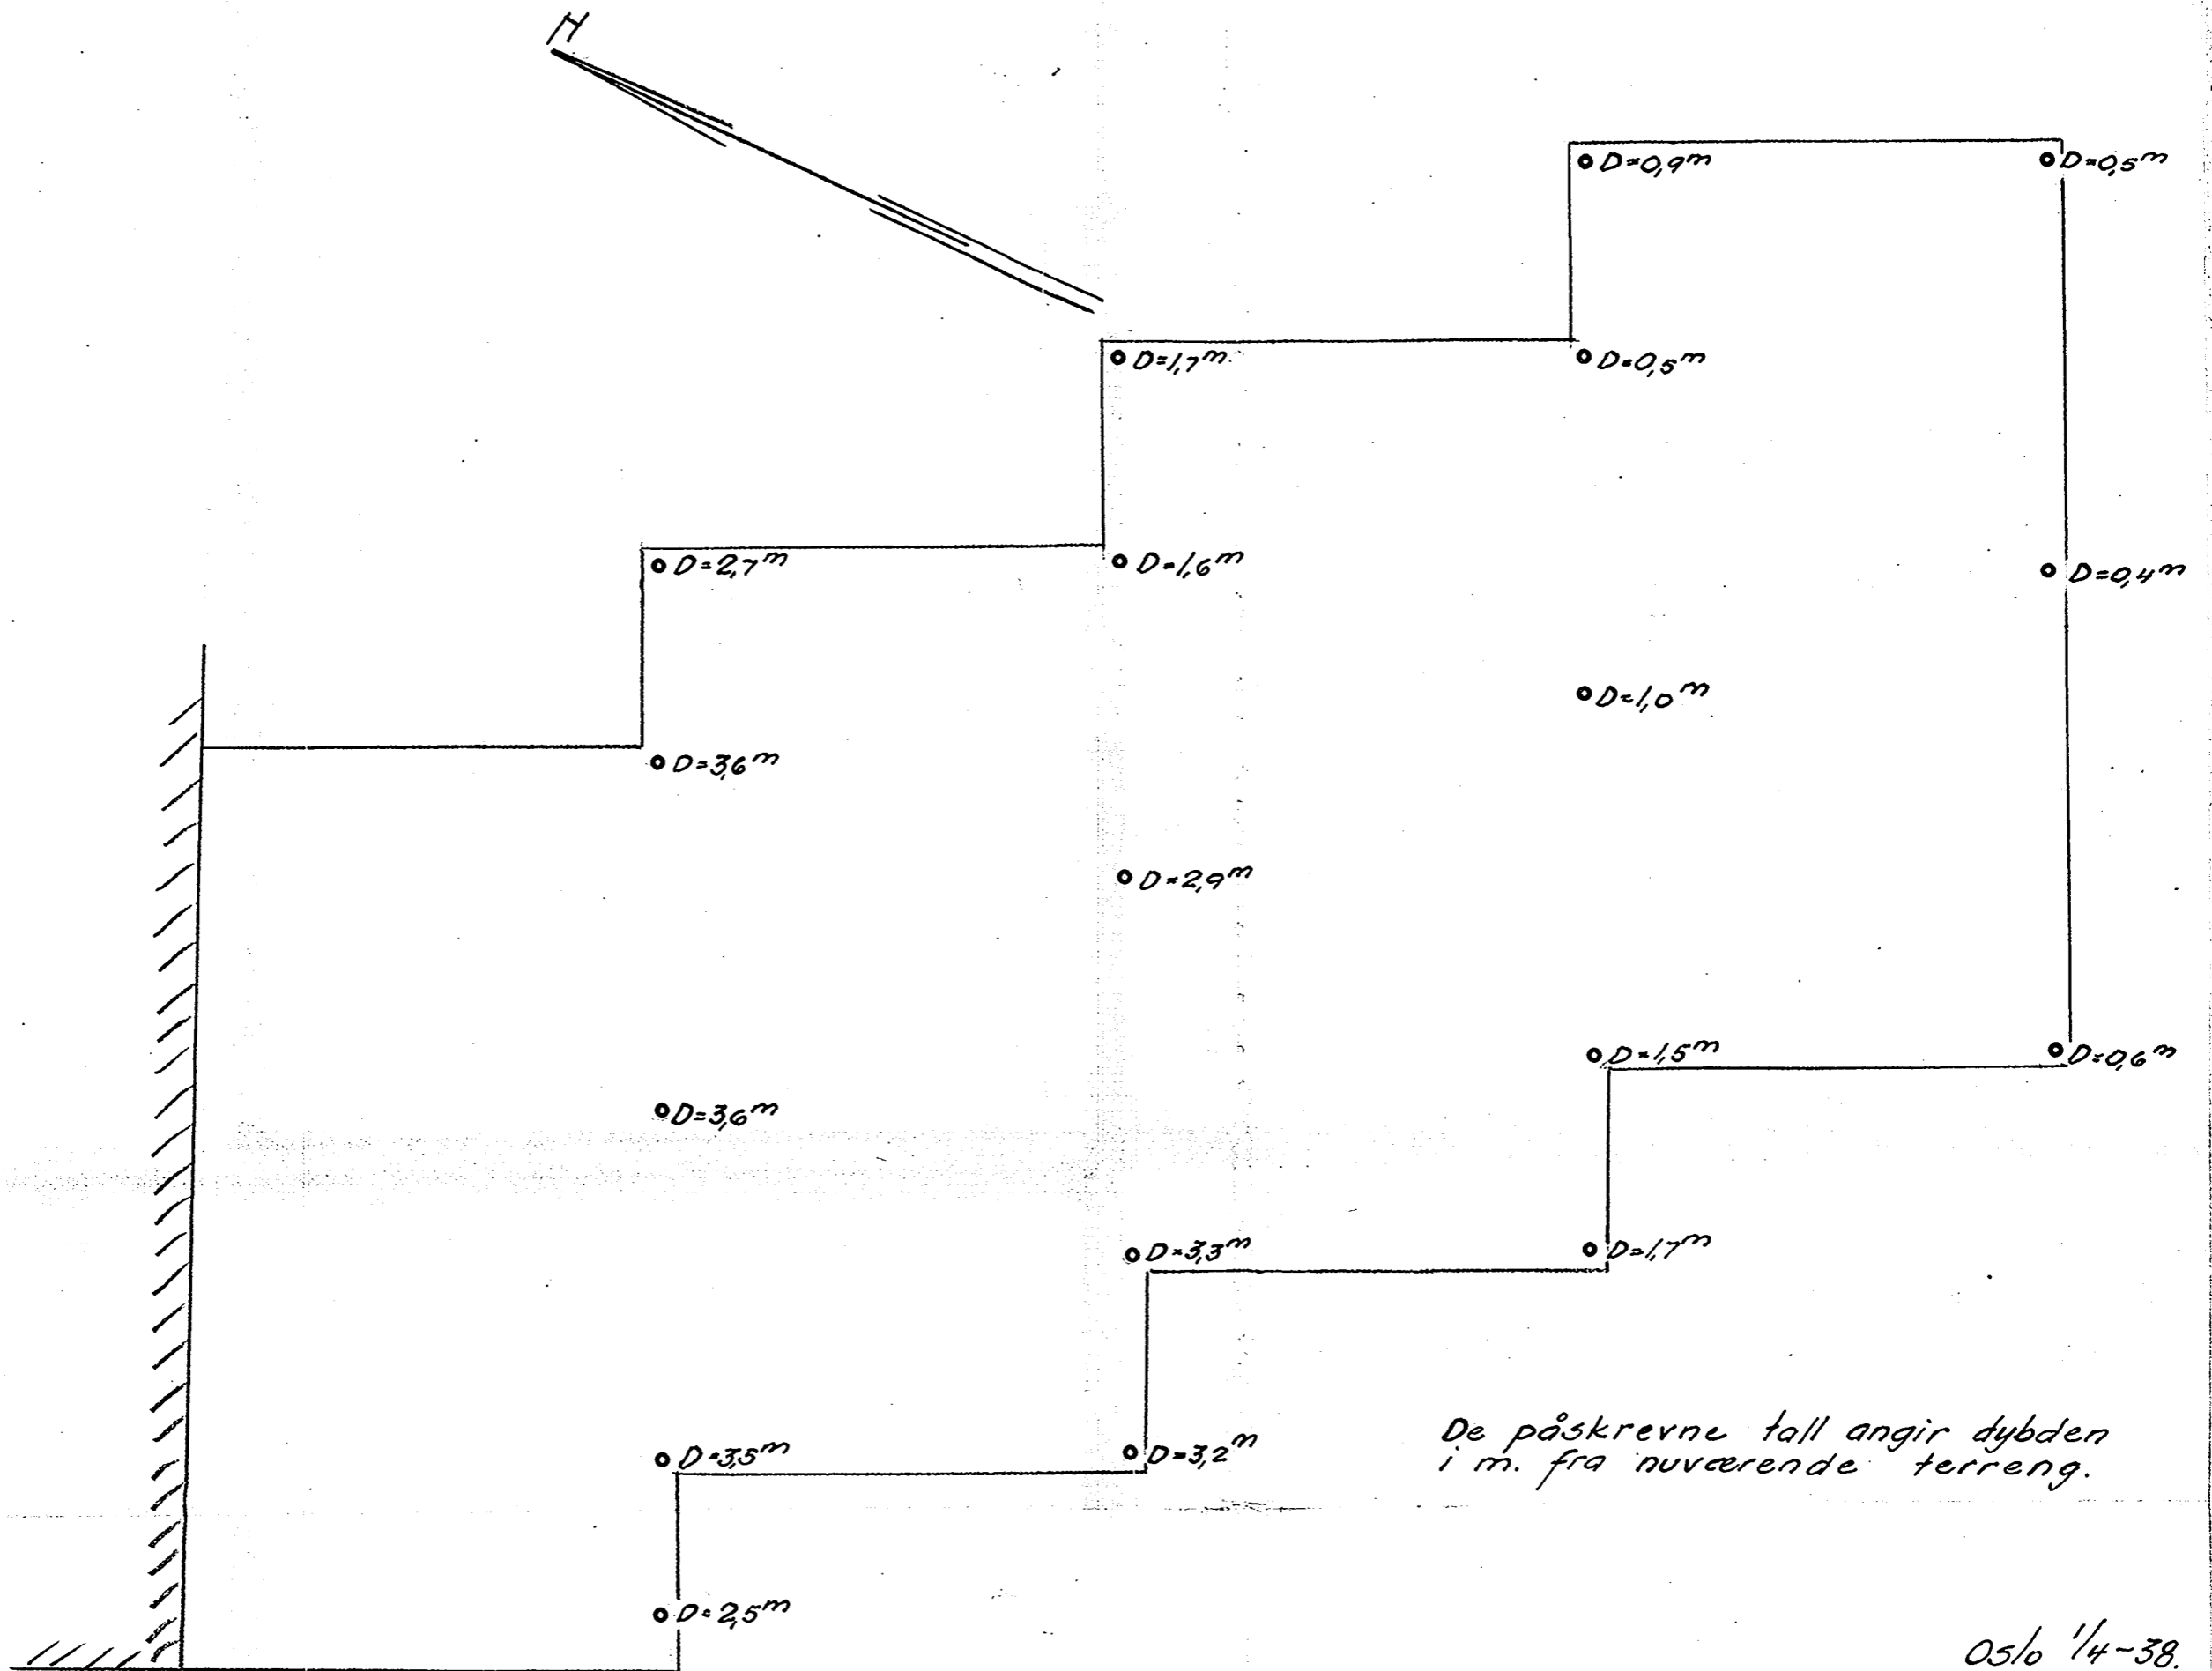 N
D=0,9m
D=0,5m
D=1,7m
D=0,5m
D=2,7m
D=1,6m
D=0,4m
D=1,0m
D=3,6m
D=2,9m
D=1,5m
D=0,6m
D=3,6m
D=3,3m
D=1,7m
D=3,5m
D=3,2m
De påskrevne tall angir dybden
i m. fra nuværende terreng.
D=2,5m
Oslo 1/4-38.